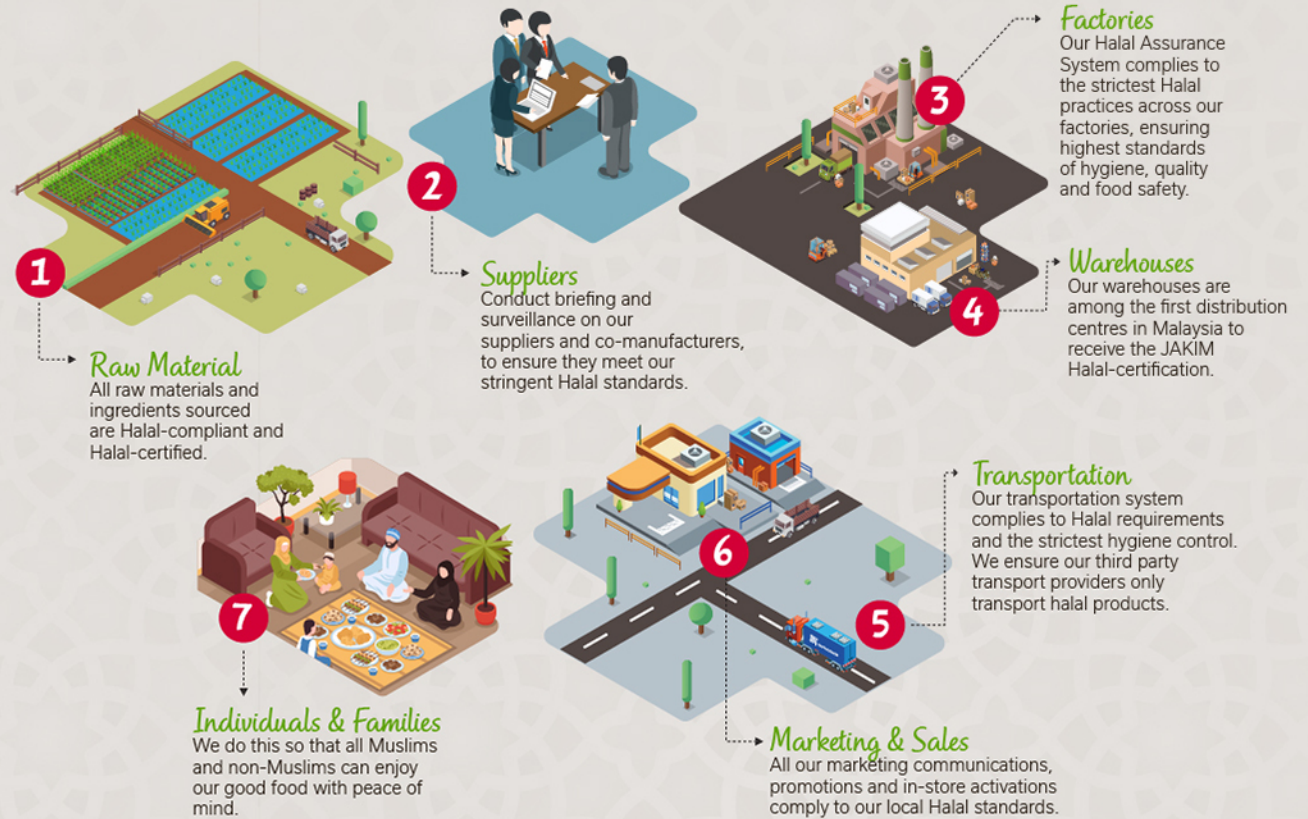 1
Raw Material
All raw materials and
ingredients sourced
are Halal-compliant and
Halal-certified.
2
Suppliers
Conduct briefing and
surveillance on our
suppliers and co-manufacturers,
to ensure they meet our
stringent Halal standards.
3
Factories
Our Halal Assurance
System complies to
the strictest Halal
practices across our
factories, ensuring
highest standards
of hygiene, quality
and food safety.
4
Warehouses
Our warehouses are
among the first distribution
centres in Malaysia to
receive the JAKIM
Halal-certification.
5
Transportation
Our transportation system
complies to Halal requirements
and the strictest hygiene control.
We ensure our third party
transport providers only
transport halal products.
6
Marketing & Sales
All our marketing communications,
promotions and in-store activations
comply to our local Halal standards.
7
Individuals & Families
We do this so that all Muslims
and non-Muslims can enjoy
our good food with peace of
mind.